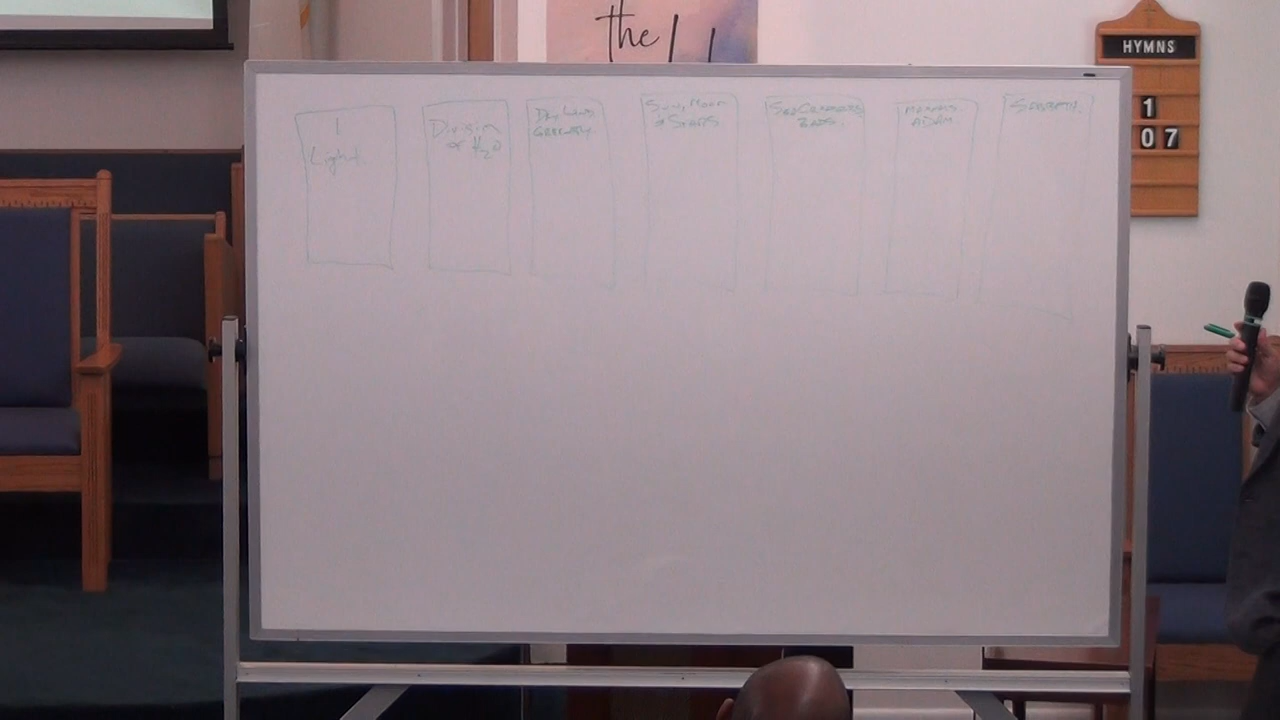 the
HYMNS
1
07
1
Light.
Division
of H2O
Dry Land
Greenery.
Sun, Moon
& Stars
Sea Creatures
Birds.
ADAM.
Sabbath.